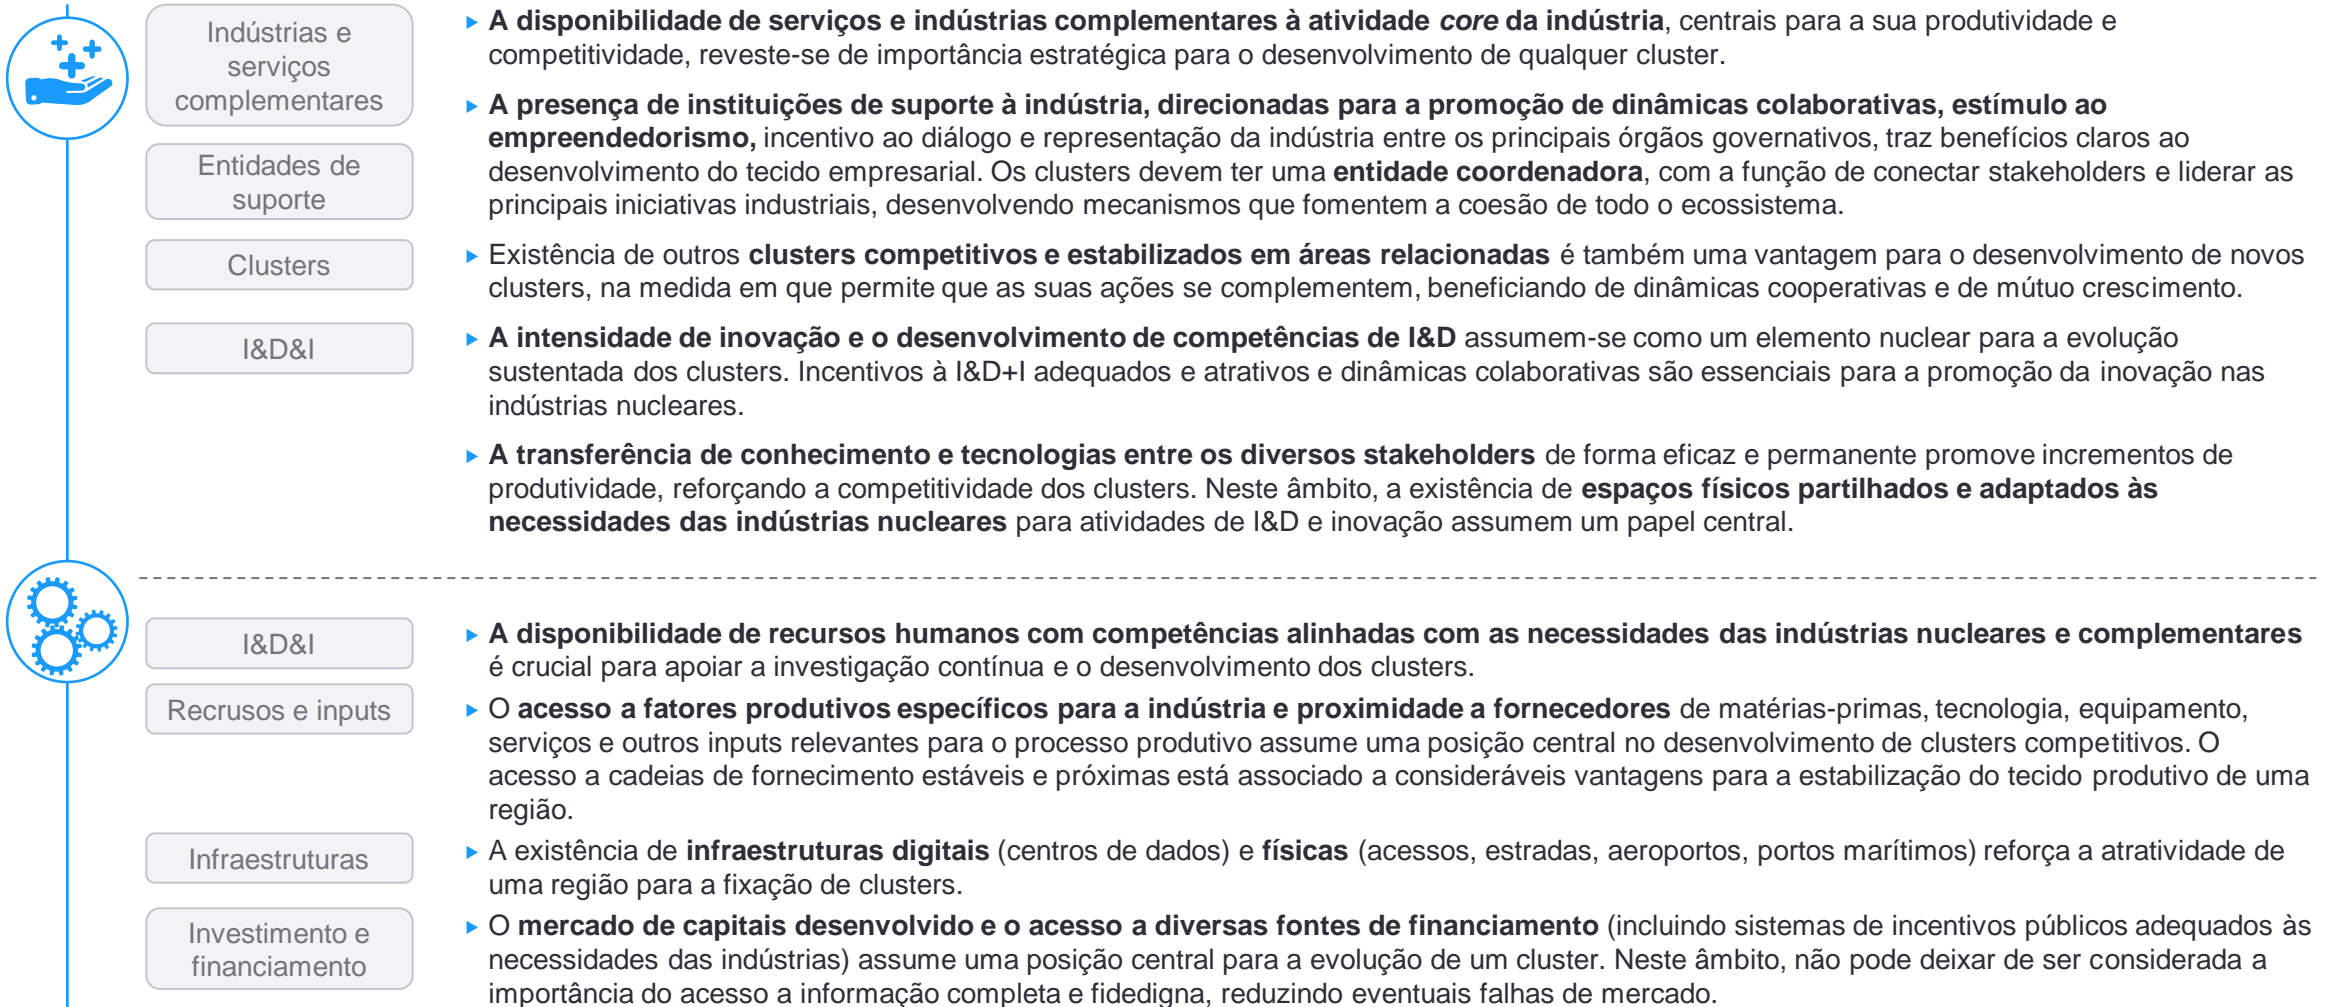 Indústrias e
serviços
complementares
A disponibilidade de serviços e indústrias complementares à atividade core da indústria, centrais para a sua produtividade e
competitividade, reveste-se de importância estratégica para o desenvolvimento de qualquer cluster.
Entidades de
suporte
A presença de instituições de suporte à indústria, direcionadas para a promoção de dinâmicas colaborativas, estímulo ao
empreendedorismo, incentivo ao diálogo e representação da indústria entre os principais órgãos governativos, traz benefícios claros ao
desenvolvimento do tecido empresarial. Os clusters devem ter uma entidade coordenadora, com a função de conectar stakeholders e liderar as
principais iniciativas industriais, desenvolvendo mecanismos que fomentem a coesão de todo o ecossistema.
Clusters
Existência de outros clusters competitivos e estabilizados em áreas relacionadas é também uma vantagem para o desenvolvimento de novos
clusters, na medida em que permite que as suas ações se complementem, beneficiando de dinâmicas cooperativas e de mútuo crescimento.
I&D&I
A intensidade de inovação e o desenvolvimento de competências de I&D assumem-se como um elemento nuclear para a evolução
sustentada dos clusters. Incentivos à I&D+I adequados e atrativos e dinâmicas colaborativas são essenciais para a promoção da inovação nas
indústrias nucleares.
A transferência de conhecimento e tecnologias entre os diversos stakeholders de forma eficaz e permanente promove incrementos de
produtividade, reforçando a competitividade dos clusters. Neste âmbito, a existência de espaços físicos partilhados e adaptados às
necessidades das indústrias nucleares para atividades de I&D e inovação assumem um papel central.
I&D&I
A disponibilidade de recursos humanos com competências alinhadas com as necessidades das indústrias nucleares e complementares
é crucial para apoiar a investigação contínua e o desenvolvimento dos clusters.
Recrusos e inputs
O acesso a fatores produtivos específicos para a indústria e proximidade a fornecedores de matérias-primas, tecnologia, equipamento,
serviços e outros inputs relevantes para o processo produtivo assume uma posição central no desenvolvimento de clusters competitivos. O
acesso a cadeias de fornecimento estáveis e próximas está associado a consideráveis vantagens para a estabilização do tecido produtivo de uma
região.
Infraestruturas
A existência de infraestruturas digitais (centros de dados) e físicas (acessos, estradas, aeroportos, portos marítimos) reforça a atratividade de
uma região para a fixação de clusters.
Investimento e
financiamento
O mercado de capitais desenvolvido e o acesso a diversas fontes de financiamento (incluindo sistemas de incentivos públicos adequados às
necessidades das indústrias) assume uma posição central para a evolução de um cluster. Neste âmbito, não pode deixar de ser considerada a
importância do acesso a informação completa e fidedigna, reduzindo eventuais falhas de mercado.